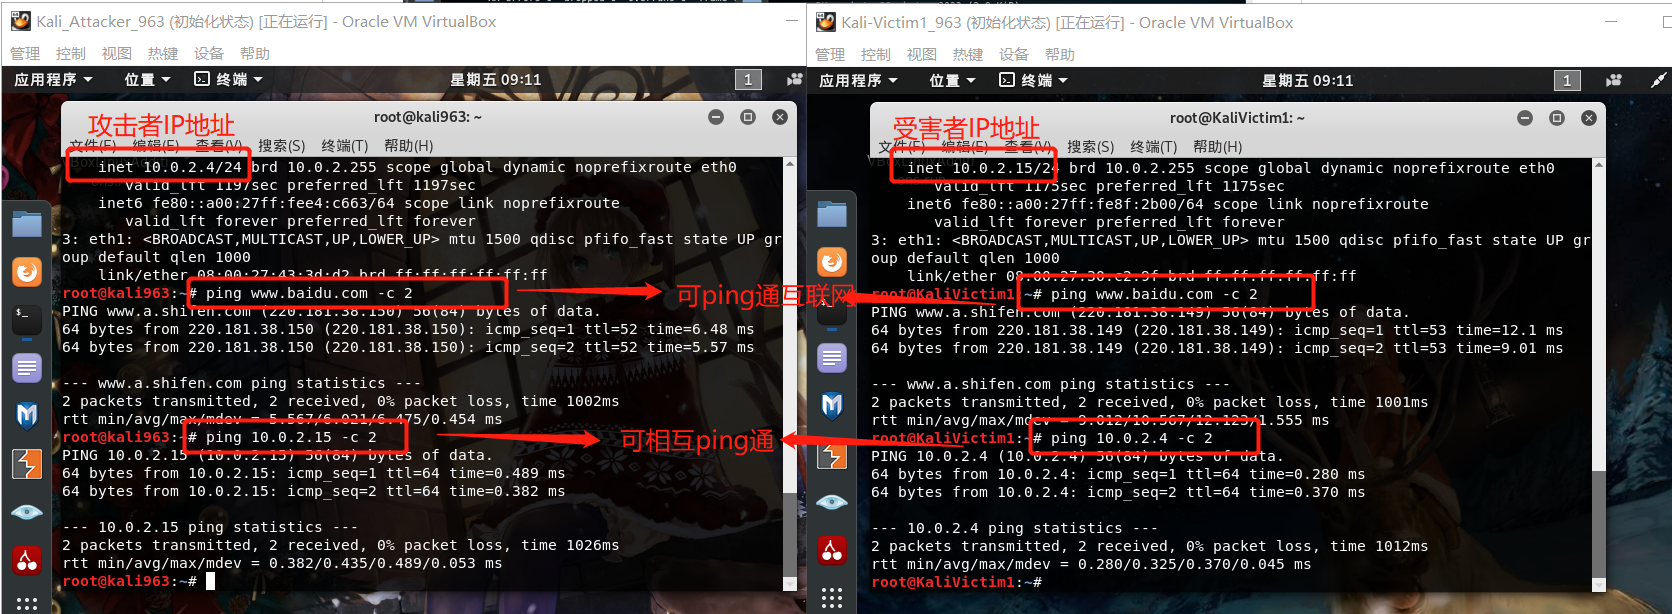 Kali_Attacker_963 (初始化状态) [正在运行] - Oracle VM VirtualBox
管理 控制 视图 热键 设备 帮助
应用程序 位置 终端 星期五 09:11 1
root@kali963: ~
攻击者IP地址
文件(F) 编辑(E) 查看(V) 搜索(S) 终端(T) 帮助(H)
inet 10.0.2.4/24 brd 10.0.2.255 scope global dynamic noprefixroute eth0
valid_lft 1197sec preferred_lft 1197sec
inet6 fe80::a00:27ff:fee4:c663/64 scope link noprefixroute
valid_lft forever preferred_lft forever
3: eth1: <BROADCAST,MULTICAST,UP,LOWER_UP> mtu 1500 qdisc pfifo_fast state UP gr
oup default qlen 1000
link/ether 08:00:27:43:3d:d2 brd ff:ff:ff:ff:ff:ff
root@kali963:~# ping www.baidu.com -c 2
PING www.a.shifen.com (220.181.38.150) 56(84) bytes of data.
64 bytes from 220.181.38.150 (220.181.38.150): icmp_seq=1 ttl=52 time=6.48 ms
64 bytes from 220.181.38.150 (220.181.38.150): icmp_seq=2 ttl=52 time=5.57 ms
--- www.a.shifen.com ping statistics ---
2 packets transmitted, 2 received, 0% packet loss, time 1002ms
rtt min/avg/max/mdev = 5.567/6.021/6.475/0.454 ms
root@kali963:~# ping 10.0.2.15 -c 2
PING 10.0.2.15 (10.0.2.15) 56(84) bytes of data.
64 bytes from 10.0.2.15: icmp_seq=1 ttl=64 time=0.489 ms
64 bytes from 10.0.2.15: icmp_seq=2 ttl=64 time=0.382 ms
--- 10.0.2.15 ping statistics ---
2 packets transmitted, 2 received, 0% packet loss, time 1026ms
rtt min/avg/max/mdev = 0.382/0.435/0.489/0.053 ms
root@kali963:~#
可ping通互联网
可相互ping通
Kali-Victim1_963 (初始化状态) [正在运行] - Oracle VM VirtualBox
管理 控制 视图 热键 设备 帮助
应用程序 位置 终端 星期五 09:11 1
root@KaliVictim1: ~
受害者IP地址
文件(F) 编辑(E) 查看(V) 搜索(S) 终端(T) 帮助(H)
inet 10.0.2.15/24 brd 10.0.2.255 scope global dynamic noprefixroute eth0
valid_lft 1175sec preferred_lft 1175sec
inet6 fe80::a00:27ff:fe8f:2b00/64 scope link noprefixroute
valid_lft forever preferred_lft forever
3: eth1: <BROADCAST,MULTICAST,UP,LOWER_UP> mtu 1500 qdisc pfifo_fast state UP gr
oup default qlen 1000
link/ether 08:00:27:30:c2:9f brd ff:ff:ff:ff:ff:ff
root@KaliVictim1:~# ping www.baidu.com -c 2
PING www.a.shifen.com (220.181.38.149) 56(84) bytes of data.
64 bytes from 220.181.38.149 (220.181.38.149): icmp_seq=1 ttl=53 time=12.1 ms
64 bytes from 220.181.38.149 (220.181.38.149): icmp_seq=2 ttl=53 time=9.01 ms
--- www.a.shifen.com ping statistics ---
2 packets transmitted, 2 received, 0% packet loss, time 1001ms
rtt min/avg/max/mdev = 9.012/10.567/12.123/1.555 ms
root@KaliVictim1:~# ping 10.0.2.4 -c 2
PING 10.0.2.4 (10.0.2.4) 56(84) bytes of data.
64 bytes from 10.0.2.4: icmp_seq=1 ttl=64 time=0.280 ms
64 bytes from 10.0.2.4: icmp_seq=2 ttl=64 time=0.370 ms
--- 10.0.2.4 ping statistics ---
2 packets transmitted, 2 received, 0% packet loss, time 1012ms
rtt min/avg/max/mdev = 0.280/0.325/0.370/0.045 ms
root@KaliVictim1:~#